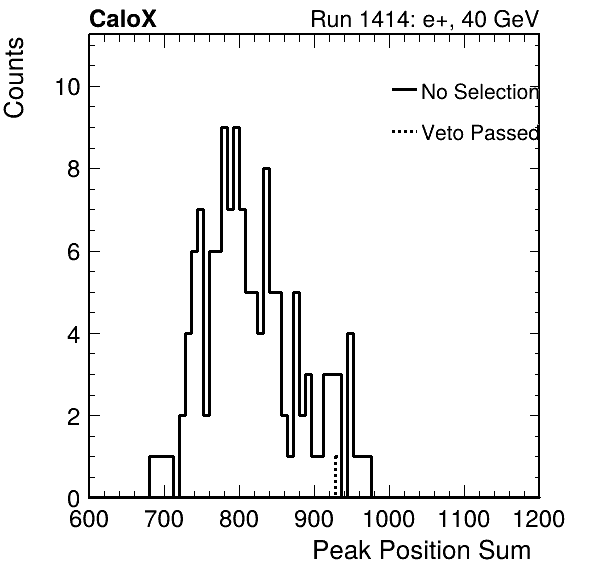 CaloX Run 1414: e+, 40 GeV
Counts
No Selection
Veto Passed
10
8
6
4
2
0
600 700 800 900 1000 1100 1200
Peak Position Sum